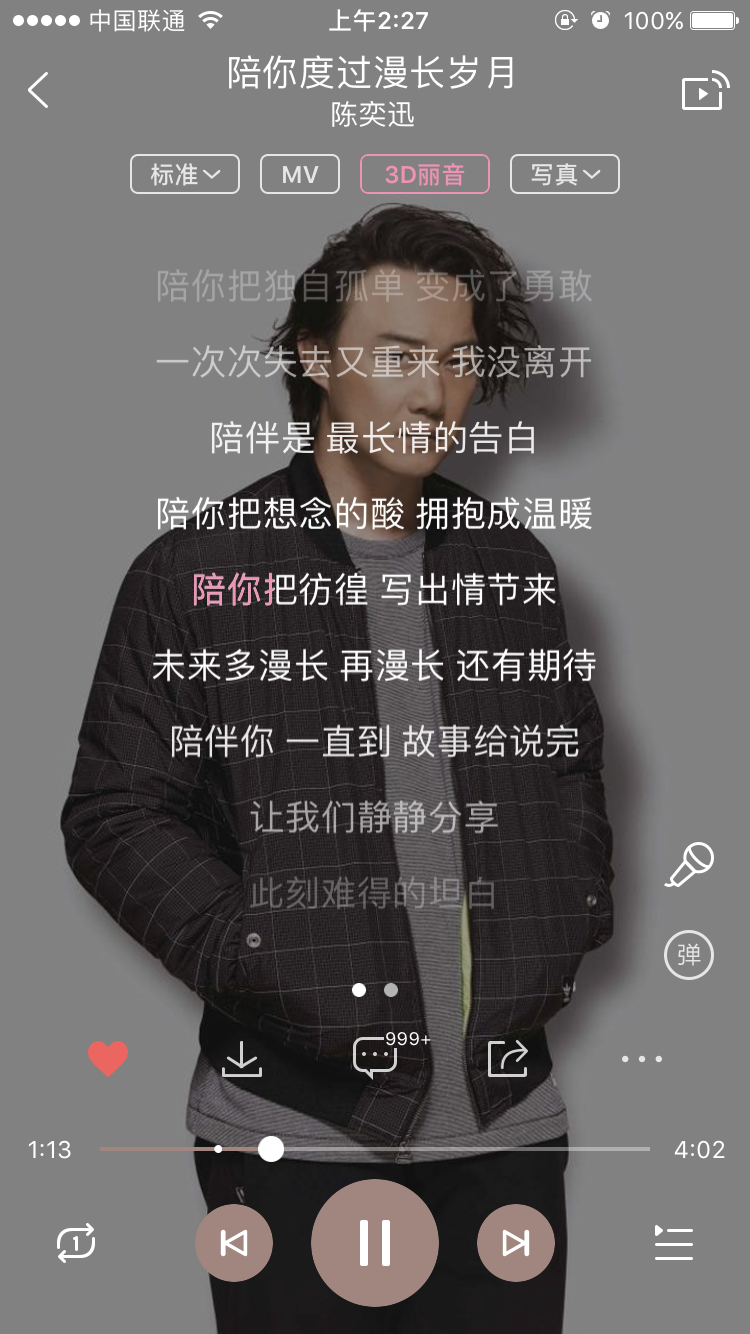 中国联通 上午2:27 100%
陪你度过漫长岁月
陈奕迅
标准 MV 3D丽音 写真
陪你把独自孤单 变成了勇敢
一次次失去又重来 我没离开
陪伴是 最长情的告白
陪你把想念的酸 拥抱成温暖
陪你把彷徨 写出情节来
未来多漫长 再漫长 还有期待
陪伴你 一直到 故事给说完
让我们静静分享
此刻难得的坦白
弹
999+
1:13 4:02
1